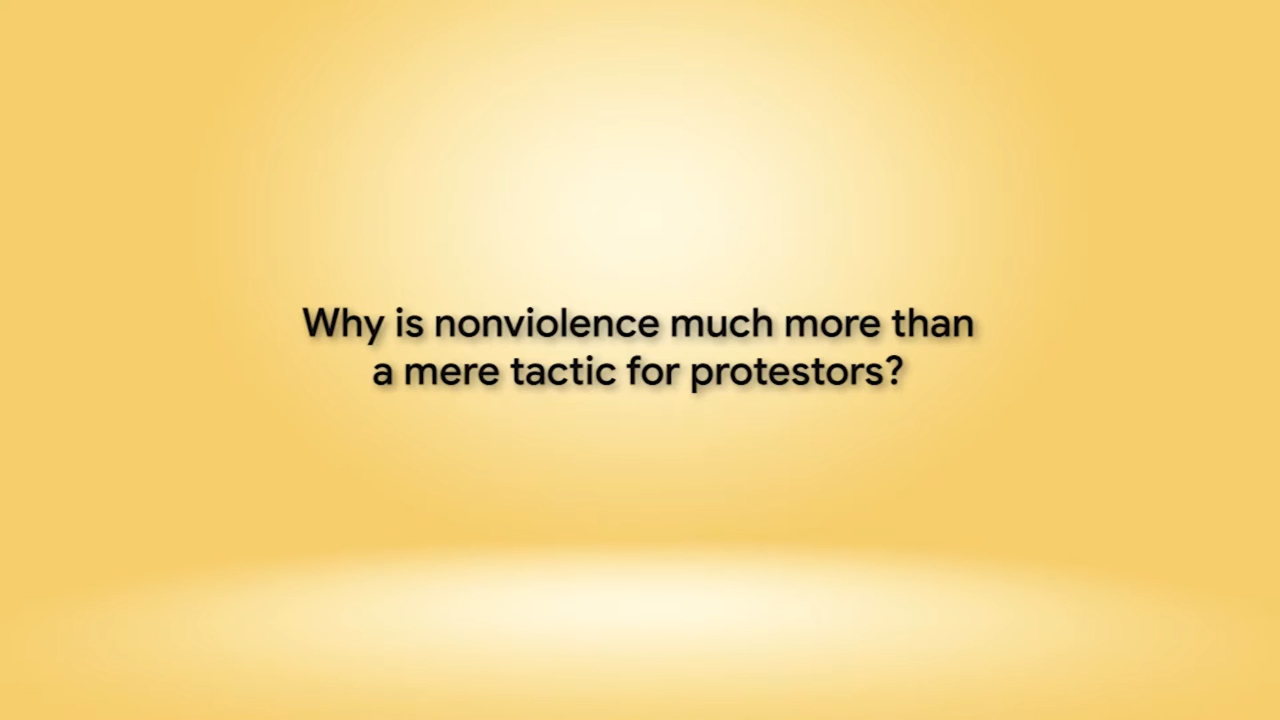 Why is nonviolence much more than
a mere tactic for protestors?